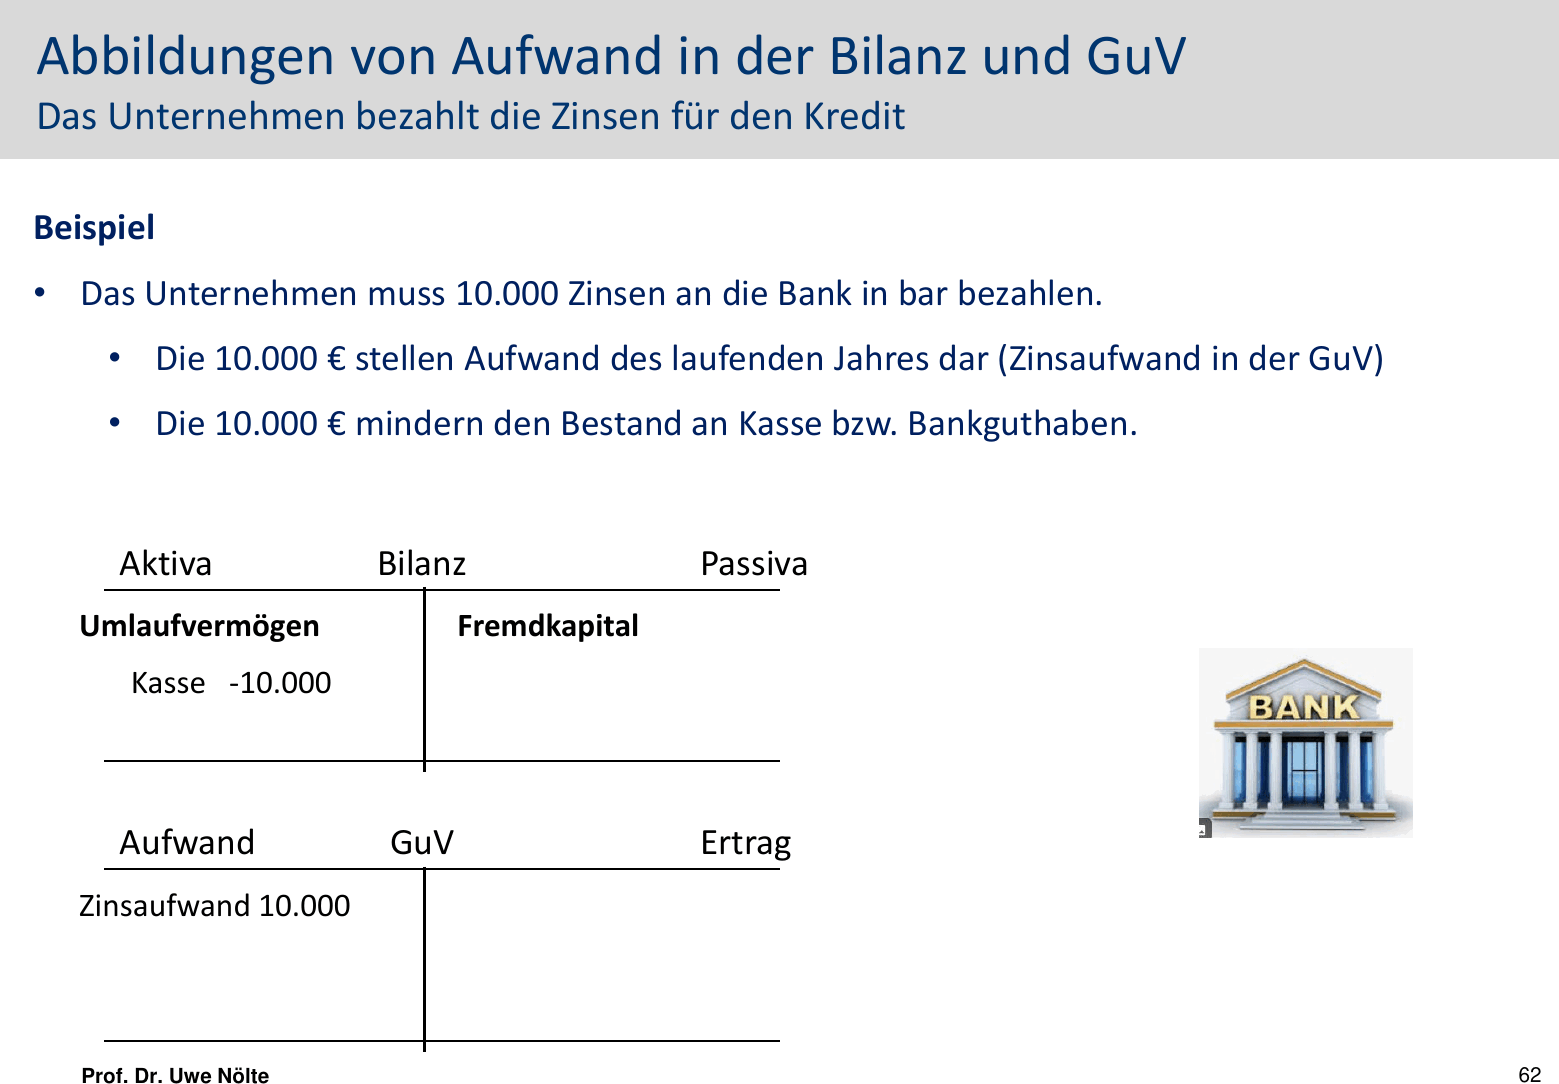 Abbildungen von Aufwand in der Bilanz und GuV
Das Unternehmen bezahlt die Zinsen für den Kredit
Beispiel
• Das Unternehmen muss 10.000 Zinsen an die Bank in bar bezahlen.
• Die 10.000 € stellen Aufwand des laufenden Jahres dar (Zinsaufwand in der GuV)
• Die 10.000 € mindern den Bestand an Kasse bzw. Bankguthaben.
Aktiva Bilanz Passiva
Umlaufvermögen Fremdkapital
Kasse -10.000
BANK
Aufwand GuV Ertrag
Zinsaufwand 10.000
Prof. Dr. Uwe Nölte 62